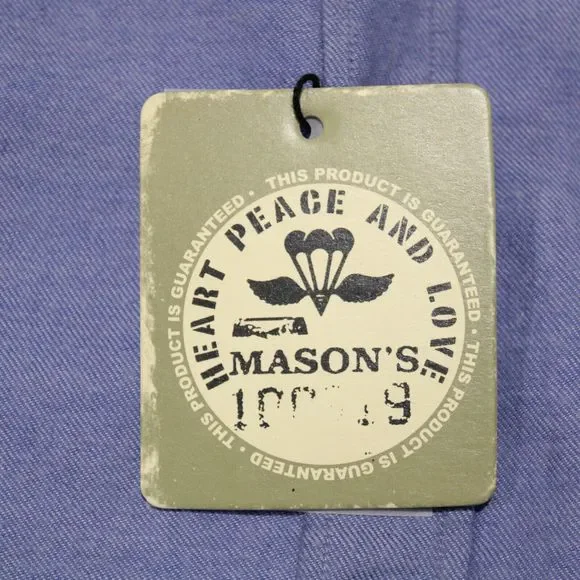 THIS PRODUCT IS GUARANTEED · THIS PRODUCT IS GUARANTEED · THIS PRODUCT IS GUARANTEED ·
HEART PEACE AND LOVE
MASON'S